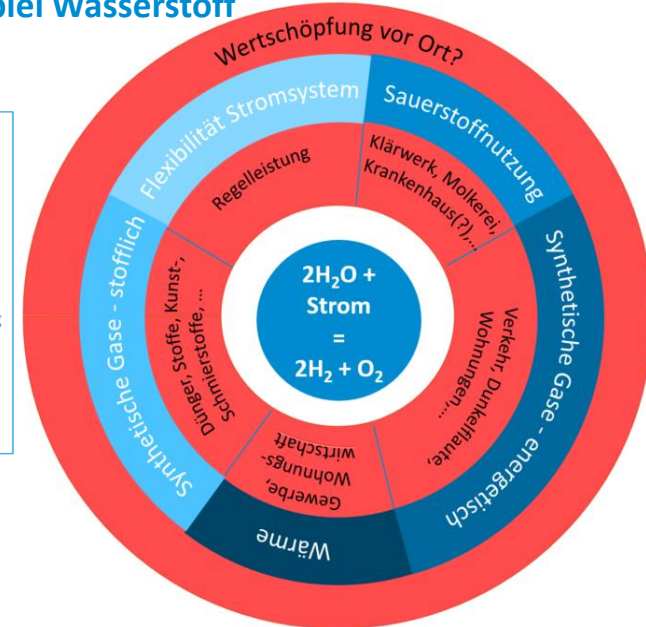 Wasserstoff
Wertschöpfung vor Ort?
Flexibilität Stromsystem
Sauerstoffnutzung
Regelleistung
Klärwerk, Molkerei,
Krankenhaus(?),...
Synthetische Gase - stofflich
Dünger, Stoffe, Kunst-,
Schmierstoffe, ...
2H₂O +
Strom
=
2H₂ + O₂
Verkehr, Dunkelflaute,
Wohnungen,...
Synthetische Gase - energetisch
Gewerbe,
Wohnungs-
wirtschaft
Wärme